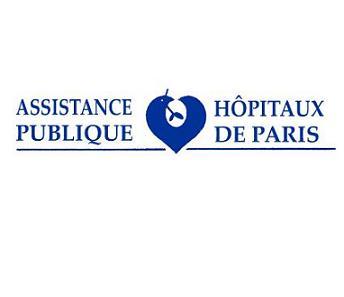 ASSISTANCE
PUBLIQUE
HÔPITAUX
DE PARIS